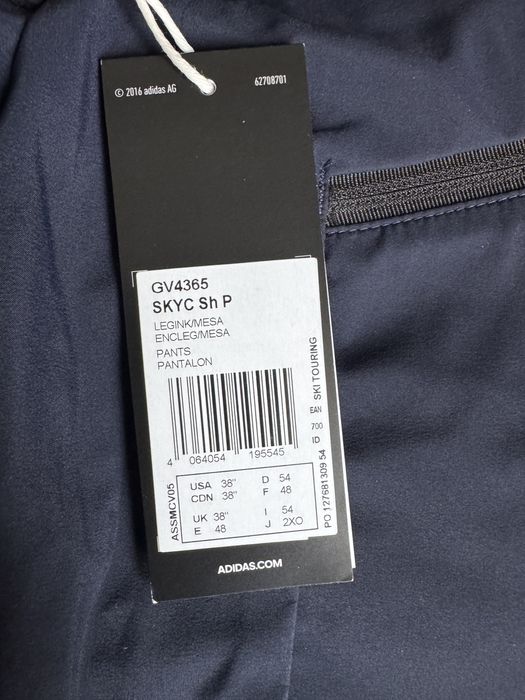 © 2016 adidas AG
62708701
GV4365
SKYC Sh P
LEGINK/MESA
ENCLEG/MESA
PANTS
PANTALON
SKI TOURING
EAN
700
ID
4 064054 195545
ASSMCV05
USA 38" D 54
CDN 38" F 48
UK 38" I 54
E 48 J 2XO
PO 127681309 54
ADIDAS.COM